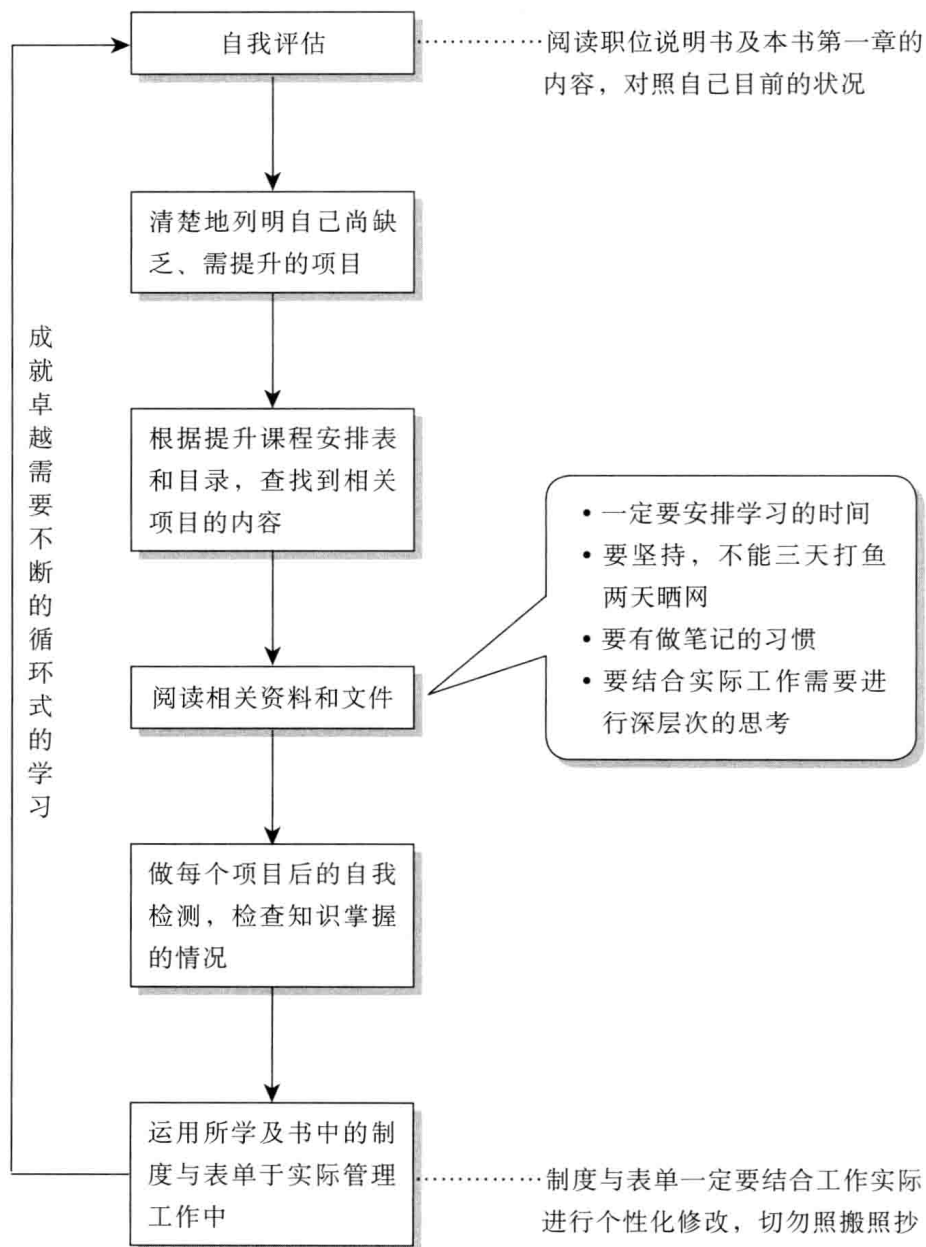 自我评估
阅读职位说明书及本书第一章的
内容，对照自己目前的状况
清楚地列明自己尚缺
乏、需提升的项目
成就卓越需要不断的循环式的学习
根据提升课程安排表
和目录，查找到相关
项目的内容
• 一定要安排学习的时间
• 要坚持，不能三天打鱼
两天晒网
• 要有做笔记的习惯
• 要结合实际工作需要进
行深层次的思考
阅读相关资料和文件
做每个项目后的自我
检测，检查知识掌握
的情况
运用所学及书中的制
度与表单于实际管理
工作中
制度与表单一定要结合工作实际
进行个性化修改，切勿照搬照抄